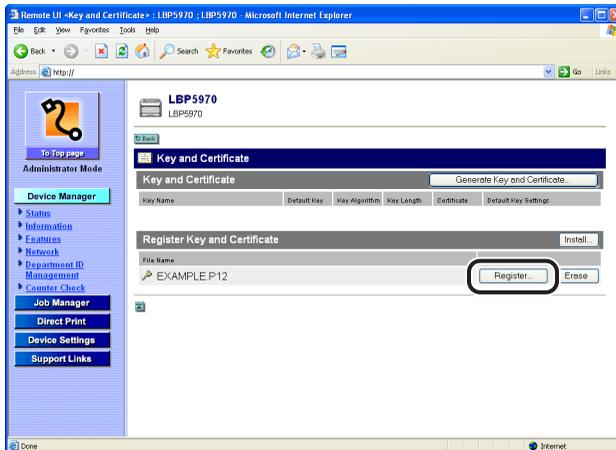 Remote UI <Key and Certificate> : LBP5970 ; LBP5970 - Microsoft Internet Explorer
File Edit View Favorites Tools Help
Back Search Favorites
Address http:// Go Links
LBP5970
LBP5970
Back
To Top page
Administrator Mode
Key and Certificate
Key and Certificate Generate Key and Certificate...
Key Name Default Key Key Algorithm Key Length Certificate Default Key Settings
Device Manager
Status
Information
Features
Network
Department ID
Management
Counter Check
Job Manager
Direct Print
Device Settings
Support Links
Register Key and Certificate Install...
File Name
EXAMPLE.P12 Register... Erase
Done Internet